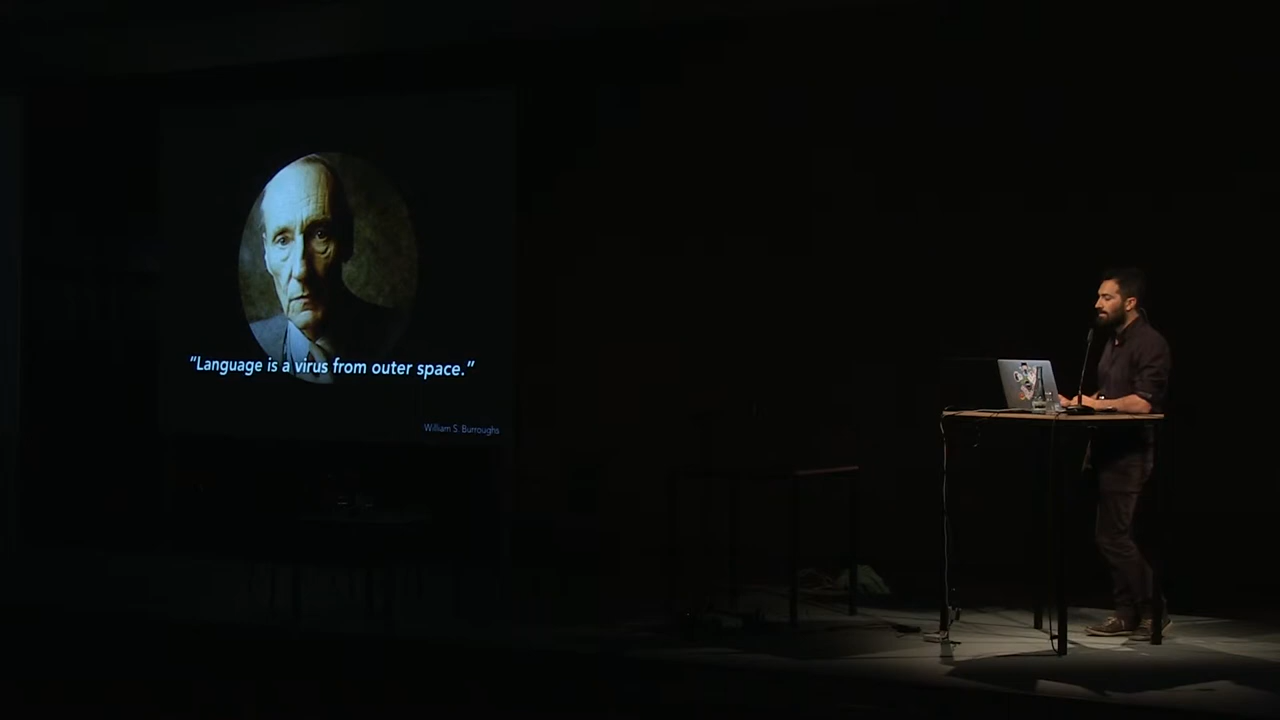 “Language is a virus from outer space.”
William S. Burroughs